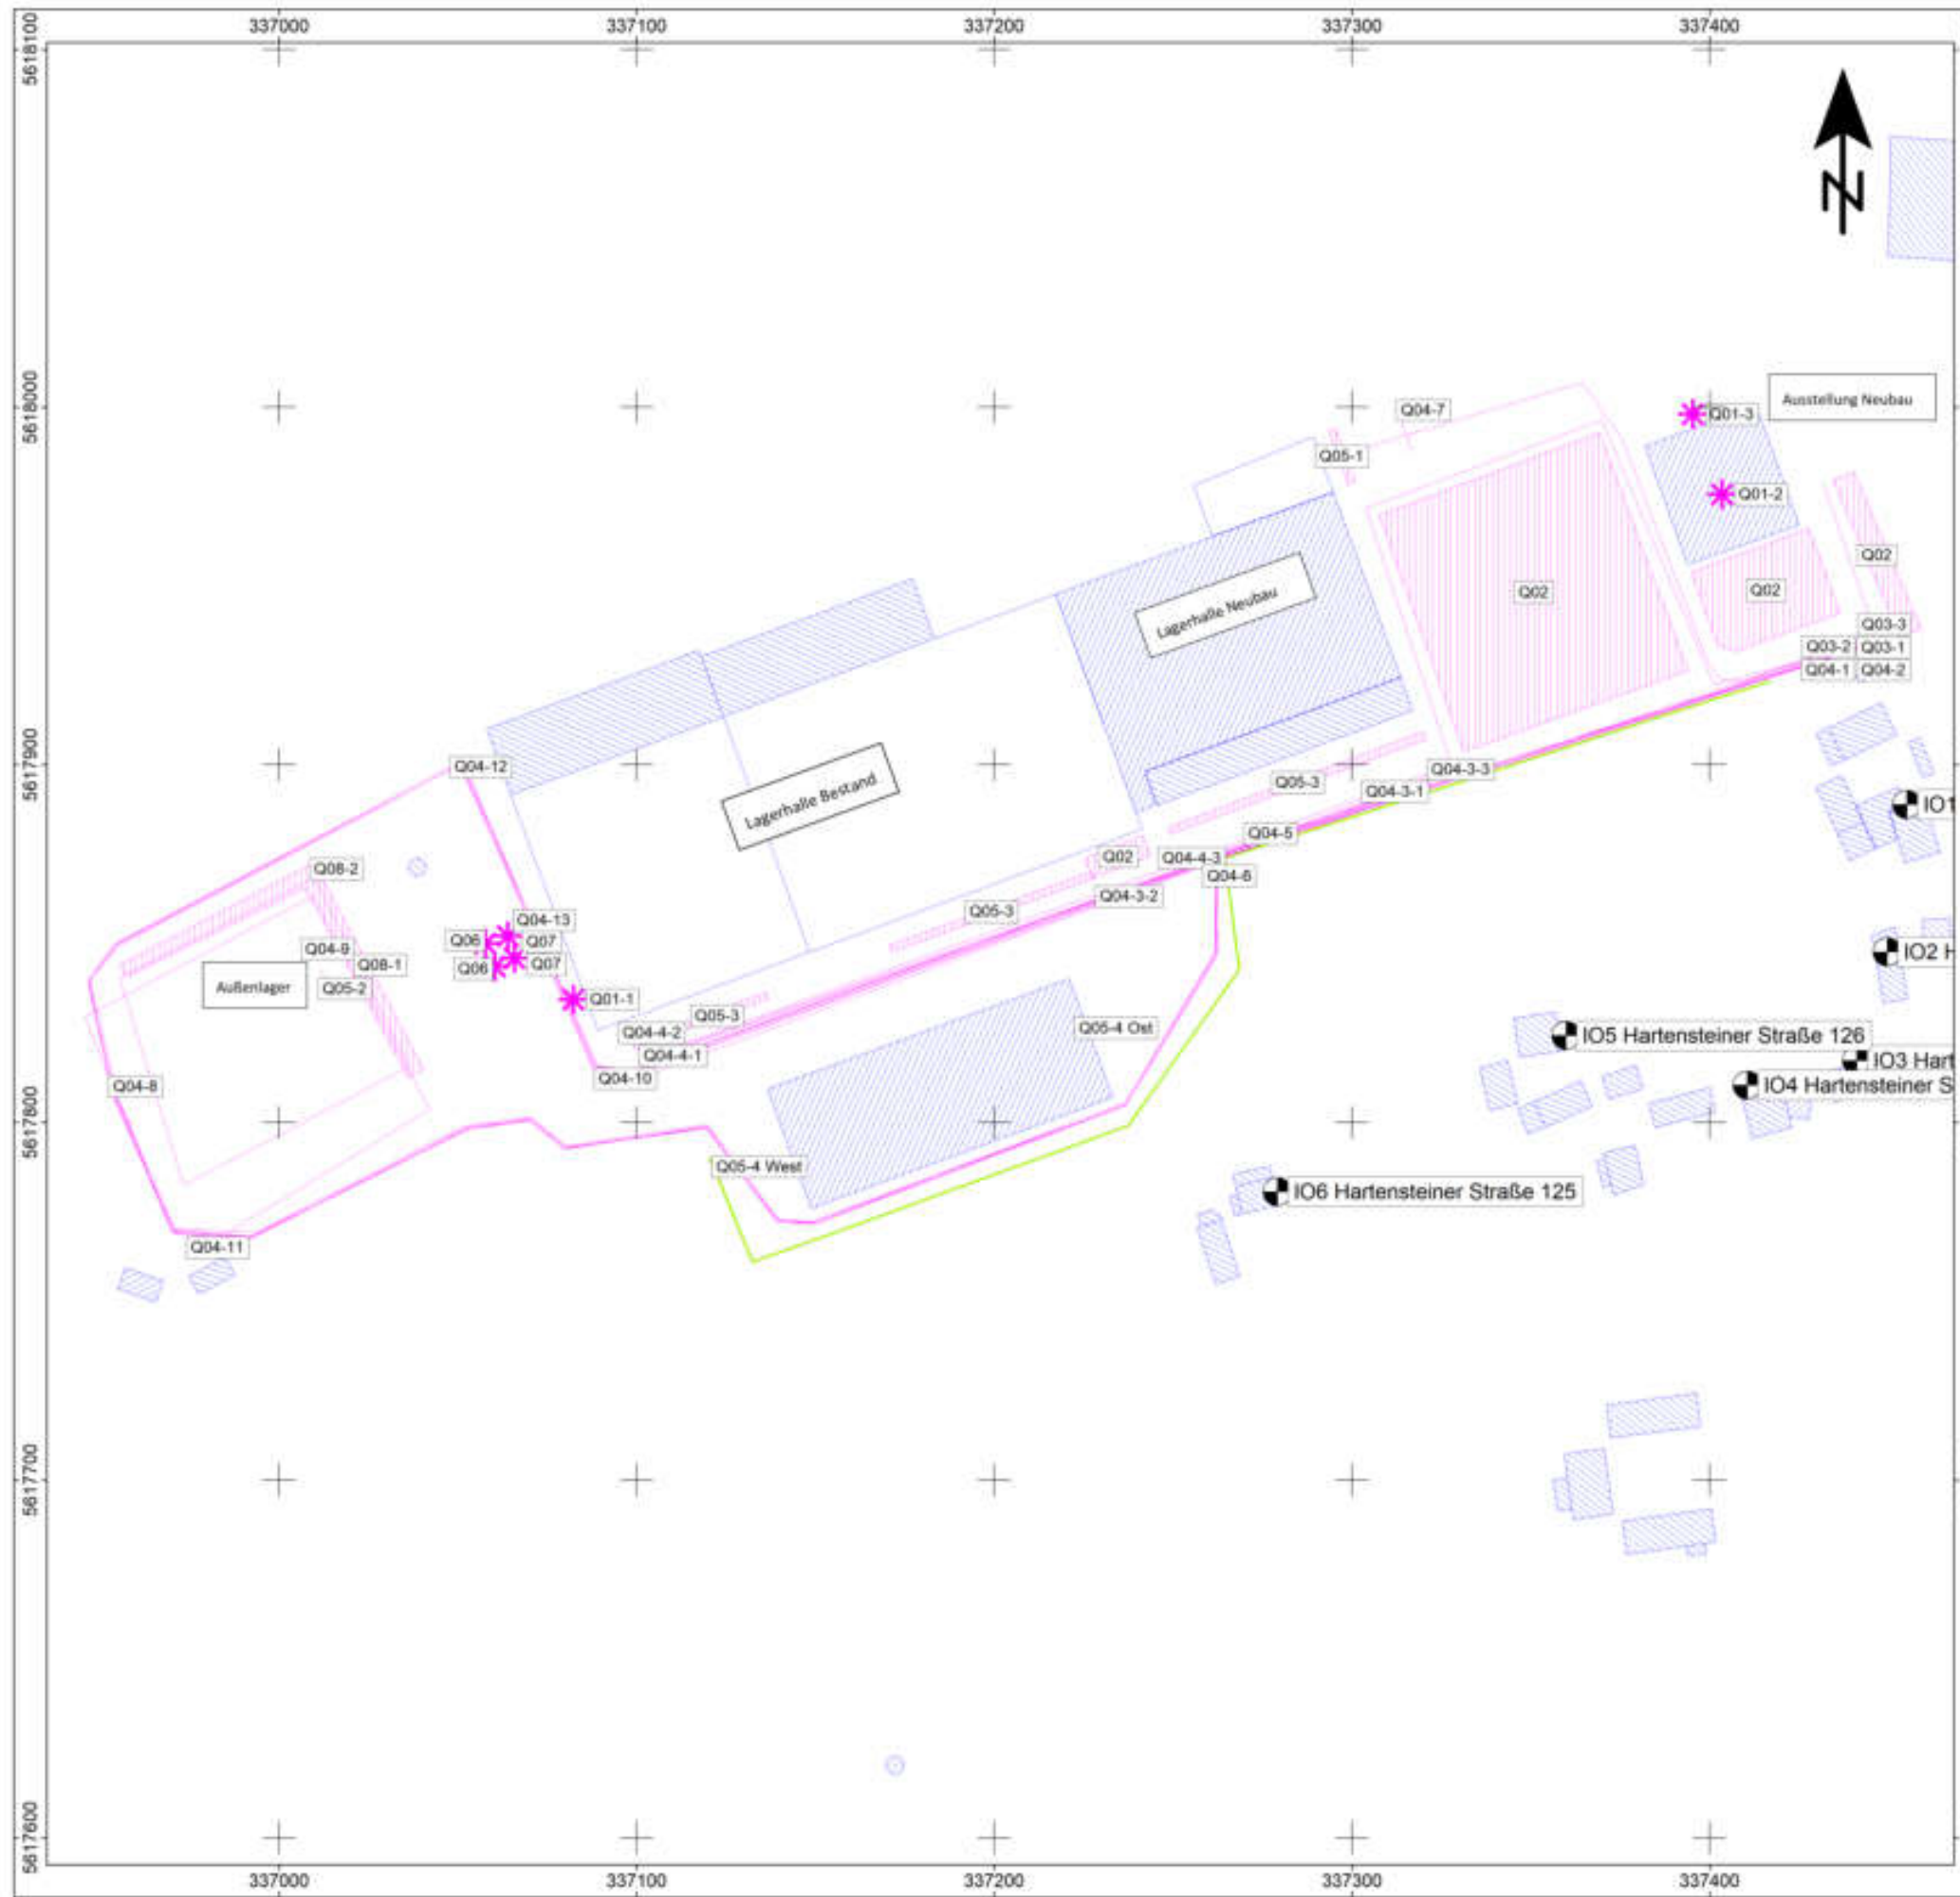 337000
337100
337200
337300
337400
5618100
5618000
5617900
5617800
5617700
5617600
N
Ausstellung Neubau
Q04-7
Q01-3
Q05-1
Q01-2
Q02
Q02
Q02
Lagerhalle Neubau
Q03-3
Q03-2
Q03-1
Q04-1
Q04-2
Q04-12
Lagerhalle Bestand
Q05-3
Q04-3-3
Q04-3-1
IO1
Q04-5
Q02
Q04-4-3
Q04-6
Q08-2
Q04-3-2
Q05-3
Q04-13
Q06
Q07
Q04-9
Q08-1
Q06
Q07
IO2 H
Außenlager
Q05-2
Q01-1
Q05-3
Q04-4-2
Q05-4 Ost
IO5 Hartensteiner Straße 126
Q04-4-1
IO3 Hart
Q04-10
Q04-8
IO4 Hartensteiner S
Q05-4 West
IO6 Hartensteiner Straße 125
Q04-11
337000
337100
337200
337300
337400